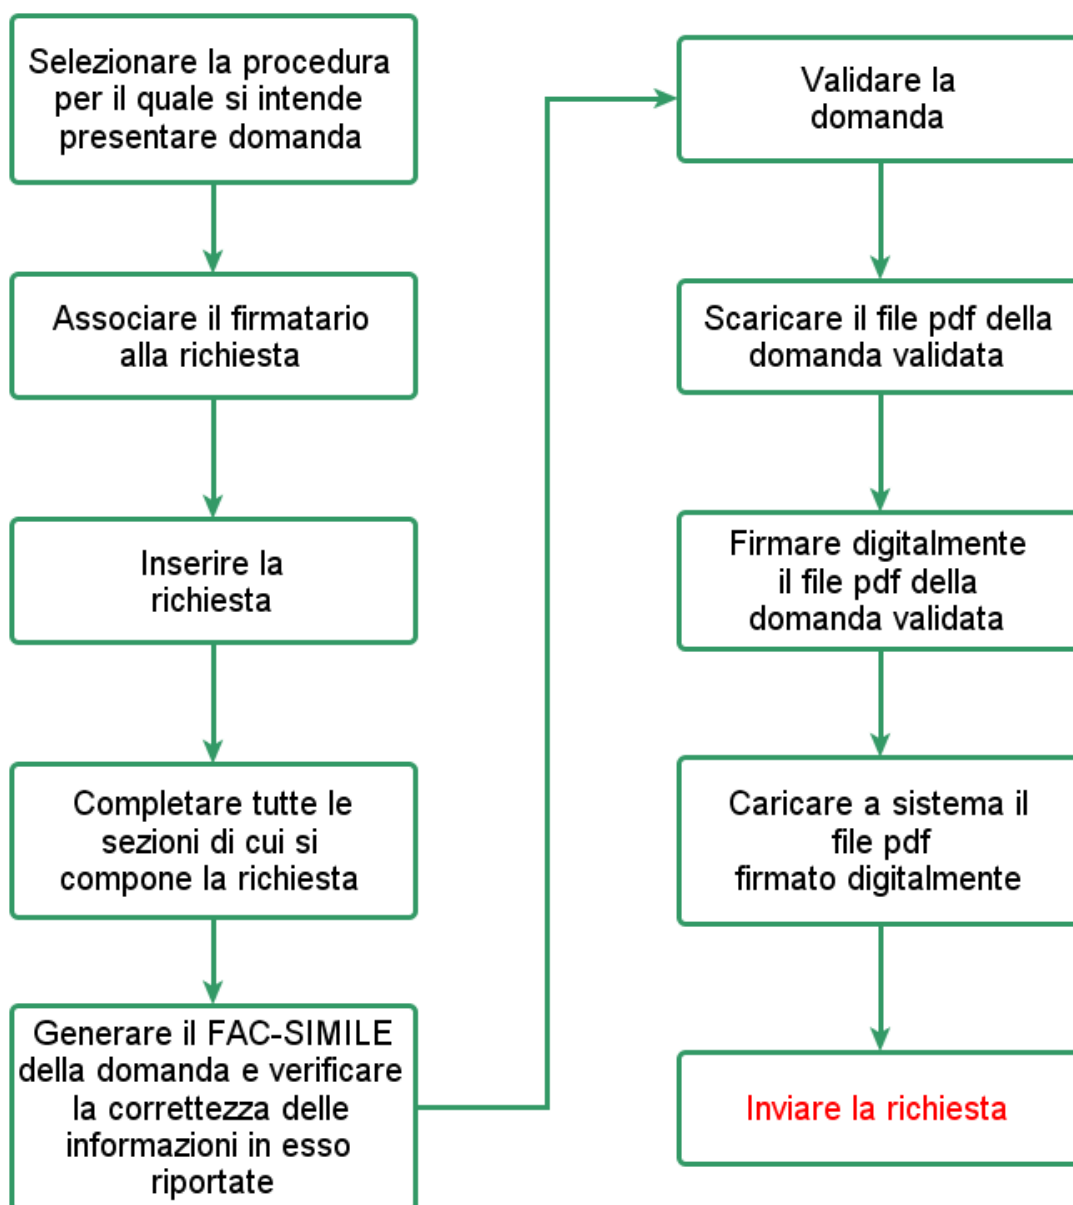 Selezionare la procedura
per il quale si intende
presentare domanda
Associare il firmatario
alla richiesta
Inserire la
richiesta
Completare tutte le
sezioni di cui si
compone la richiesta
Generare il FAC-SIMILE
della domanda e verificare
la correttezza delle
informazioni in esso
riportate
Validare la
domanda
Scaricare il file pdf della
domanda validata
Firmare digitalmente
il file pdf della
domanda validata
Caricare a sistema il
file pdf
firmato digitalmente
Inviare la richiesta